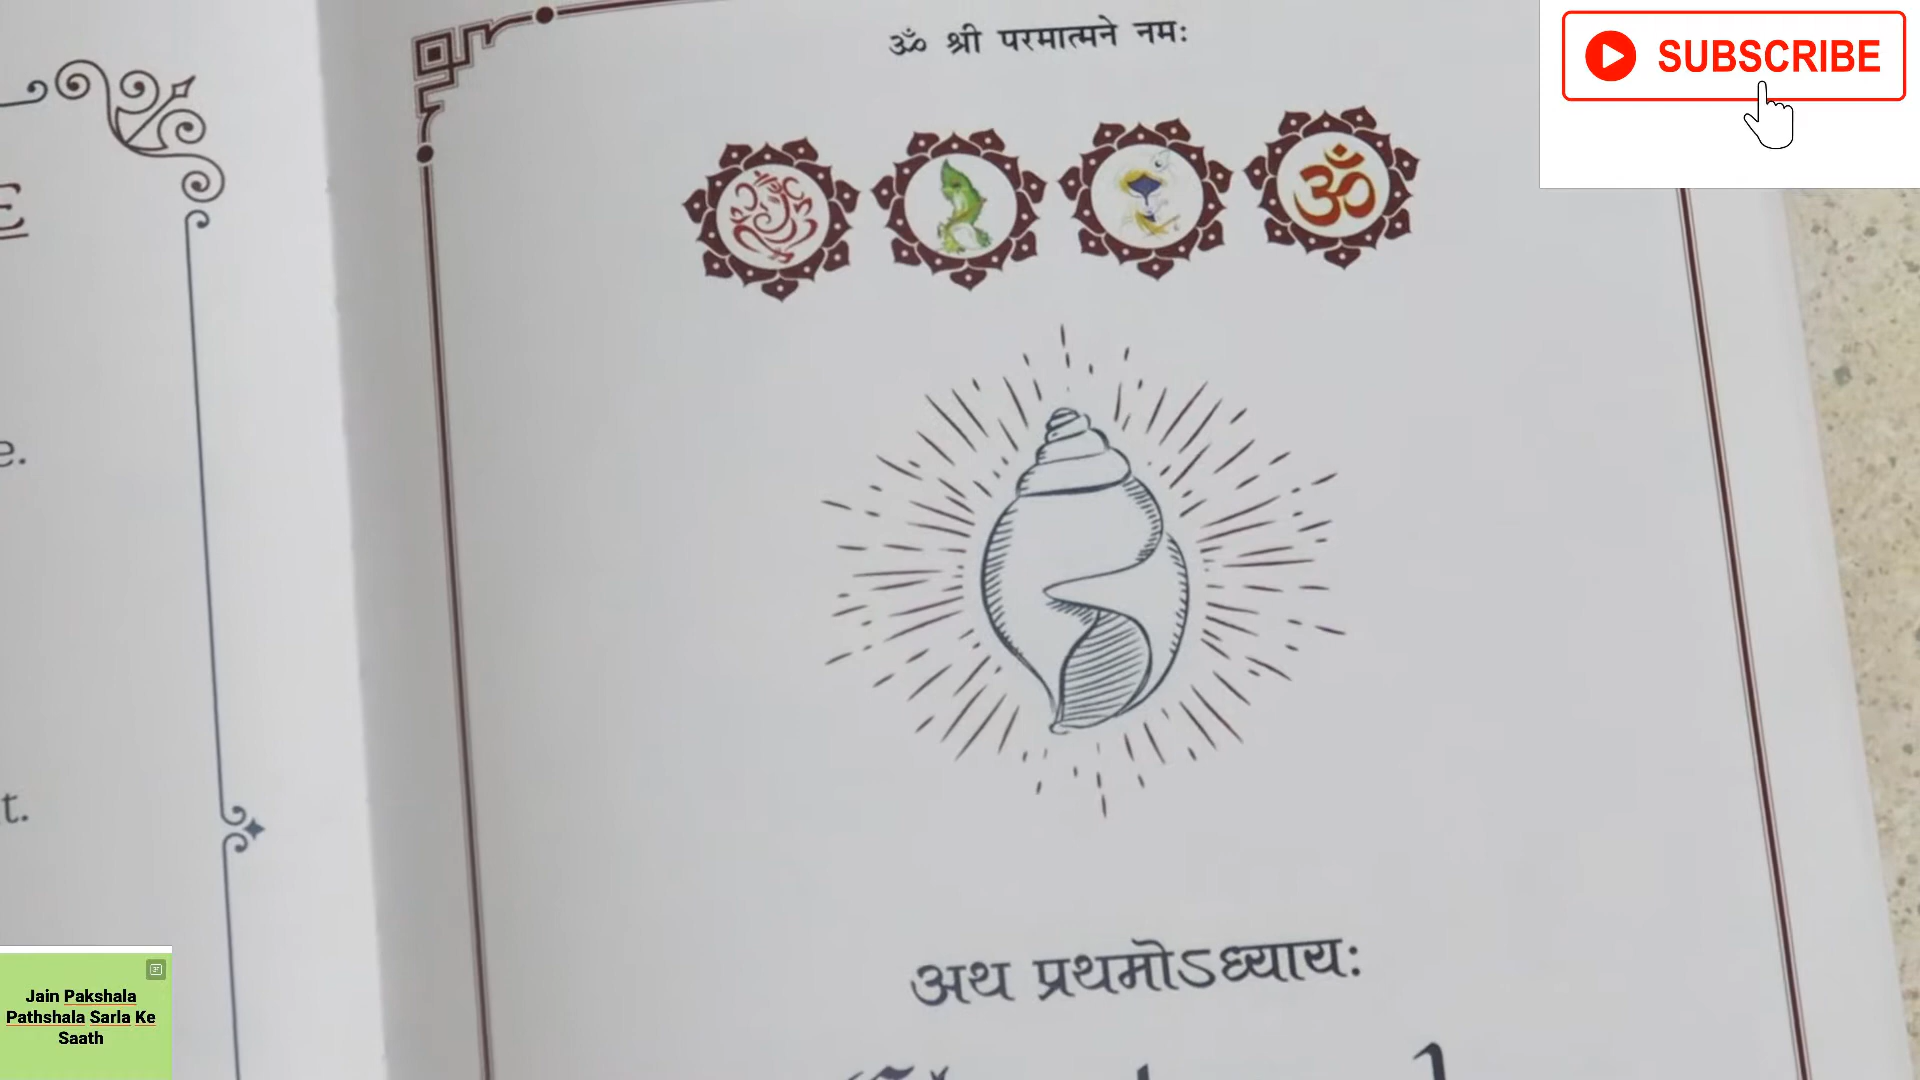 ॐ श्री परमात्मने नमः
SUBSCRIBE
ॐ
E
e.
t.
अथ प्रथमोऽध्यायः
Jain Pakshala
Pathshala Sarla Ke
Saath